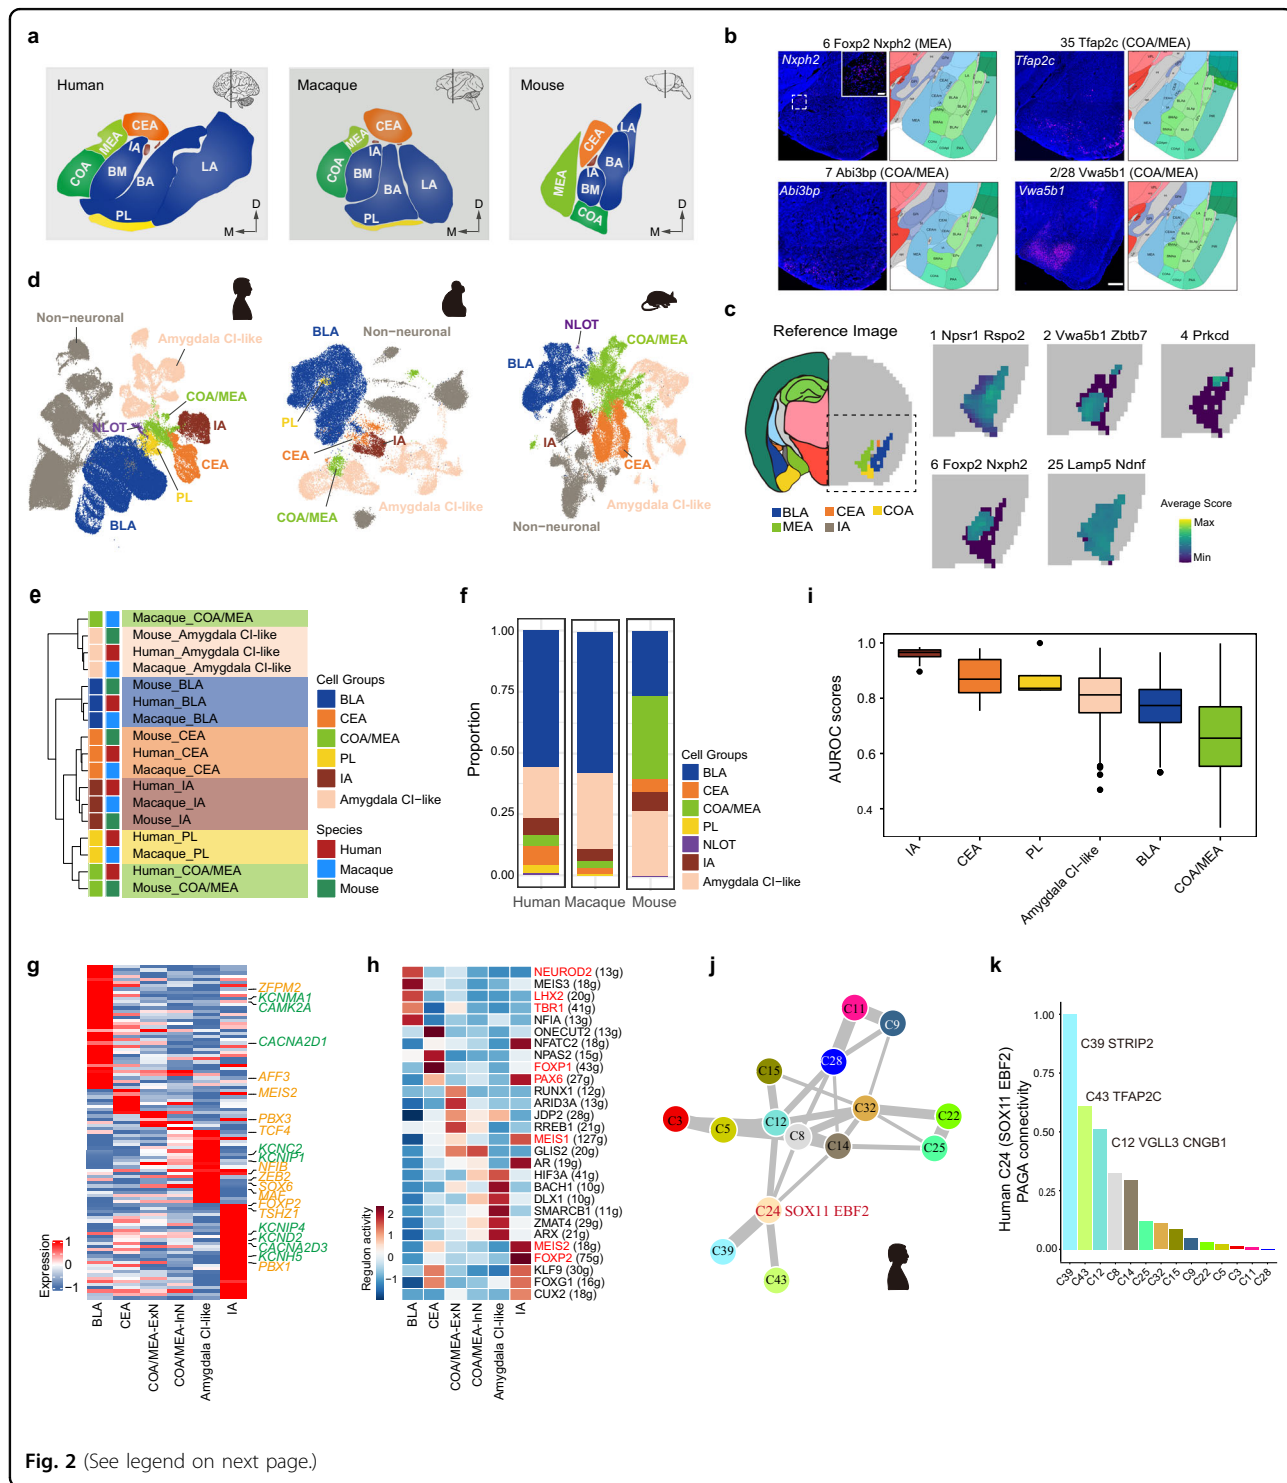 a
Human
CEA
MEA
IA
COA
BM
BA
LA
PL
D
M
Macaque
CEA
MEA
IA
COA
BM
BA
LA
PL
D
M
Mouse
LA
CEA
BA
IA
MEA
BM
COA
D
M
b
6 Foxp2 Nxph2 (MEA)
Nxph2
35 Tfap2c (COA/MEA)
Tfap2c
7 Abi3bp (COA/MEA)
Abi3bp
2/28 Vwa5b1 (COA/MEA)
Vwa5b1
c
Reference Image
BLA
CEA
COA
MEA
IA
1 Npsr1 Rspo2
2 Vwa5b1 Zbtb7
4 Prkcd
6 Foxp2 Nxph2
25 Lamp5 Ndnf
Average Score
Max
Min
d
Non-neuronal
Amygdala CI-like
COA/MEA
NLOT
IA
CEA
PL
BLA
BLA
Non-neuronal
PL
CEA
IA
COA/MEA
Amygdala CI-like
NLOT
COA/MEA
BLA
IA
CEA
Amygdala CI-like
Non-neuronal
e
Macaque_COA/MEA
Mouse_Amygdala CI-like
Human_Amygdala CI-like
Macaque_Amygdala CI-like
Mouse_BLA
Human_BLA
Macaque_BLA
Mouse_CEA
Human_CEA
Macaque_CEA
Human_IA
Macaque_IA
Mouse_IA
Human_PL
Macaque_PL
Human_COA/MEA
Mouse_COA/MEA
Cell Groups
BLA
CEA
COA/MEA
PL
IA
Amygdala CI-like
Species
Human
Macaque
Mouse
f
Proportion
1.00
0.75
0.50
0.25
0.00
Human
Macaque
Mouse
Cell Groups
BLA
CEA
COA/MEA
PL
NLOT
IA
Amygdala CI-like
i
AUROC scores
1.0
0.8
0.6
0.4
IA
CEA
PL
Amygdala CI-like
BLA
COA/MEA
g
ZFPM2
KCNMA1
CAMK2A
CACNA2D1
AFF3
MEIS2
PBX3
TCF4
KCNC2
KCNIP1
NFIB
ZEB2
SOX6
MAF
FOXP2
TSHZ1
KCNIP4
KCND2
CACNA2D3
KCNH5
PBX1
Expression
1
0
−1
BLA
CEA
COA/MEA-ExN
COA/MEA-InN
Amygdala CI-like
IA
h
NEUROD2 (13g)
MEIS3 (18g)
LHX2 (20g)
TBR1 (41g)
NFIA (13g)
ONECUT2 (13g)
NFATC2 (18g)
NPAS2 (15g)
FOXP1 (43g)
PAX6 (27g)
RUNX1 (12g)
ARID3A (13g)
JDP2 (28g)
RREB1 (21g)
MEIS1 (127g)
GLIS2 (20g)
AR (19g)
HIF3A (41g)
BACH1 (10g)
DLX1 (10g)
SMARCB1 (11g)
ZMAT4 (29g)
ARX (21g)
MEIS2 (18g)
FOXP2 (75g)
KLF9 (30g)
FOXG1 (16g)
CUX2 (18g)
Regulon activity
2
1
0
−1
BLA
CEA
COA/MEA-ExN
COA/MEA-InN
Amygdala CI-like
IA
j
C11
C9
C28
C15
C32
C3
C5
C12
C8
C14
C22
C25
C24 SOX11 EBF2
C39
C43
k
Human C24 (SOX11 EBF2)
PAGA connectivity
1.00
0.75
0.50
0.25
0.00
C39 STRIP2
C43 TFAP2C
C12 VGLL3 CNGB1
C39
C43
C12
C8
C14
C25
C32
C15
C9
C22
C5
C3
C11
C28
Fig. 2 (See legend on next page.)